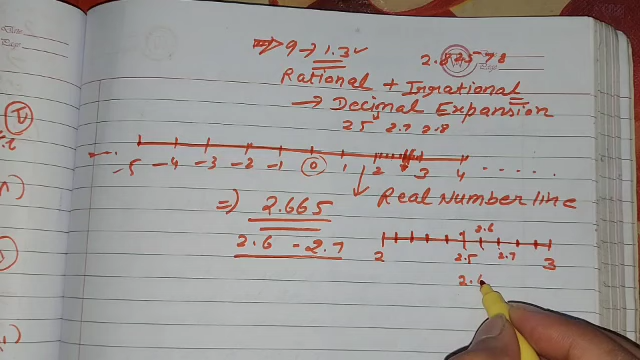 9 → 1.3
2.825 78
Rational + Irrational
→ Decimal Expansion
2.5 2.7 2.8
-5 -4 -3 -2 -1 0 1 2 3 4 .....
Real Number line
=) 2.665
2.6 - 2.7
2.6
2 2.5 2.7 3
2.6